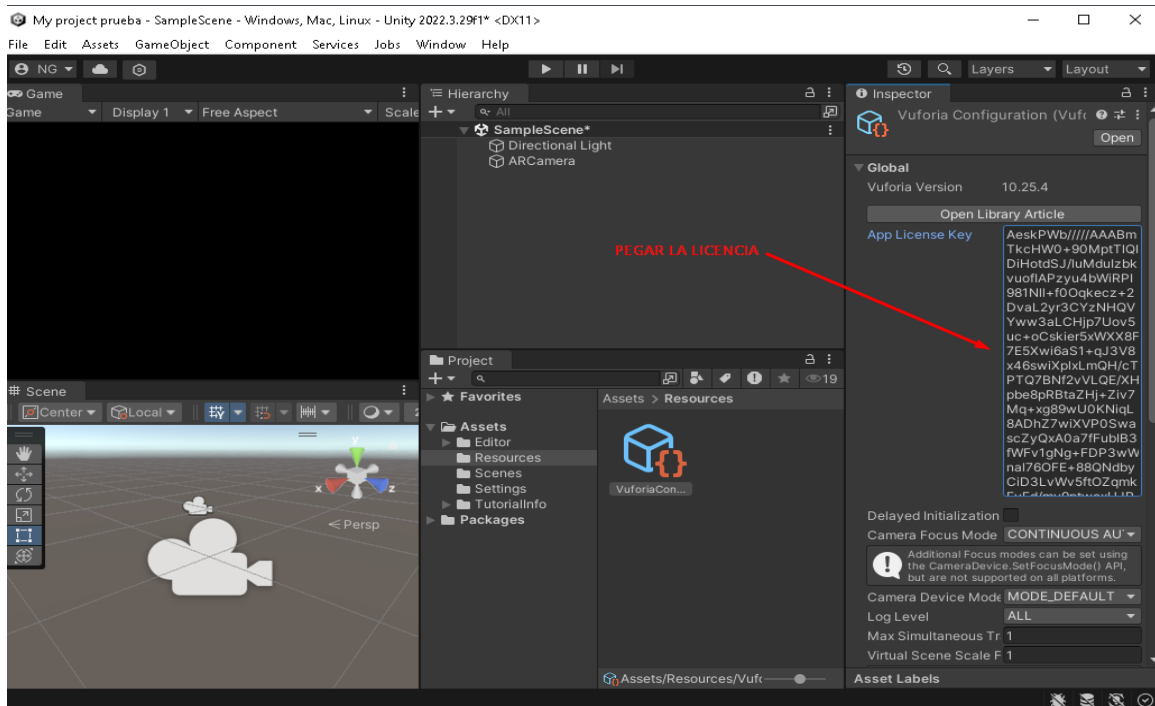 My project prueba - SampleScene - Windows, Mac, Linux - Unity 2022.3.29f1* <DX11>
File Edit Assets GameObject Component Services Jobs Window Help
NG
Layers
Layout
Game
Game
Display 1
Free Aspect
Scale
Scene
Center
Local
2
y
x
z
Persp
Hierarchy
All
SampleScene*
Directional Light
ARCamera
PEGAR LA LICENCIA
Project
19
Favorites
Assets
Editor
Resources
Scenes
Settings
TutorialInfo
Packages
Assets > Resources
VuforiaCon...
Assets/Resources/Vufo
Inspector
Vuforia Configuration (Vufo
Open
Global
Vuforia Version 10.25.4
Open Library Article
App License Key
AeskPWb/////AAABm
TkcHW0+90MptTIQI
DiHotdSJ/luMdulzbk
vuoflAPzyu4bWiRPI
981NIl+f0Oqkecz+2
DvaL2yr3CYzNHQV
Yww3aLCHjp7Uov5
uc+oCskier5xWXX8F
7E5Xwi6aS1+qJ3V8
x46swiXplxLmQH/cT
PTQ7BNf2vVLQE/XH
pbe8pRBtaZHj+Ziv7
Mq+xg89wU0KNiqL
8ADhZ7wiXVP0Swa
scZyQxA0a7fFublB3
fWFv1gNg+FDP3wW
nal76OFE+88QNdby
CiD3LvWv5ftOZqmk
Delayed Initialization
Camera Focus Mode CONTINUOUS AU
Additional Focus modes can be set using
the CameraDevice.SetFocusMode() API,
but are not supported on all platforms.
Camera Device Mode MODE_DEFAULT
Log Level ALL
Max Simultaneous Tr 1
Virtual Scene Scale F 1
Asset Labels